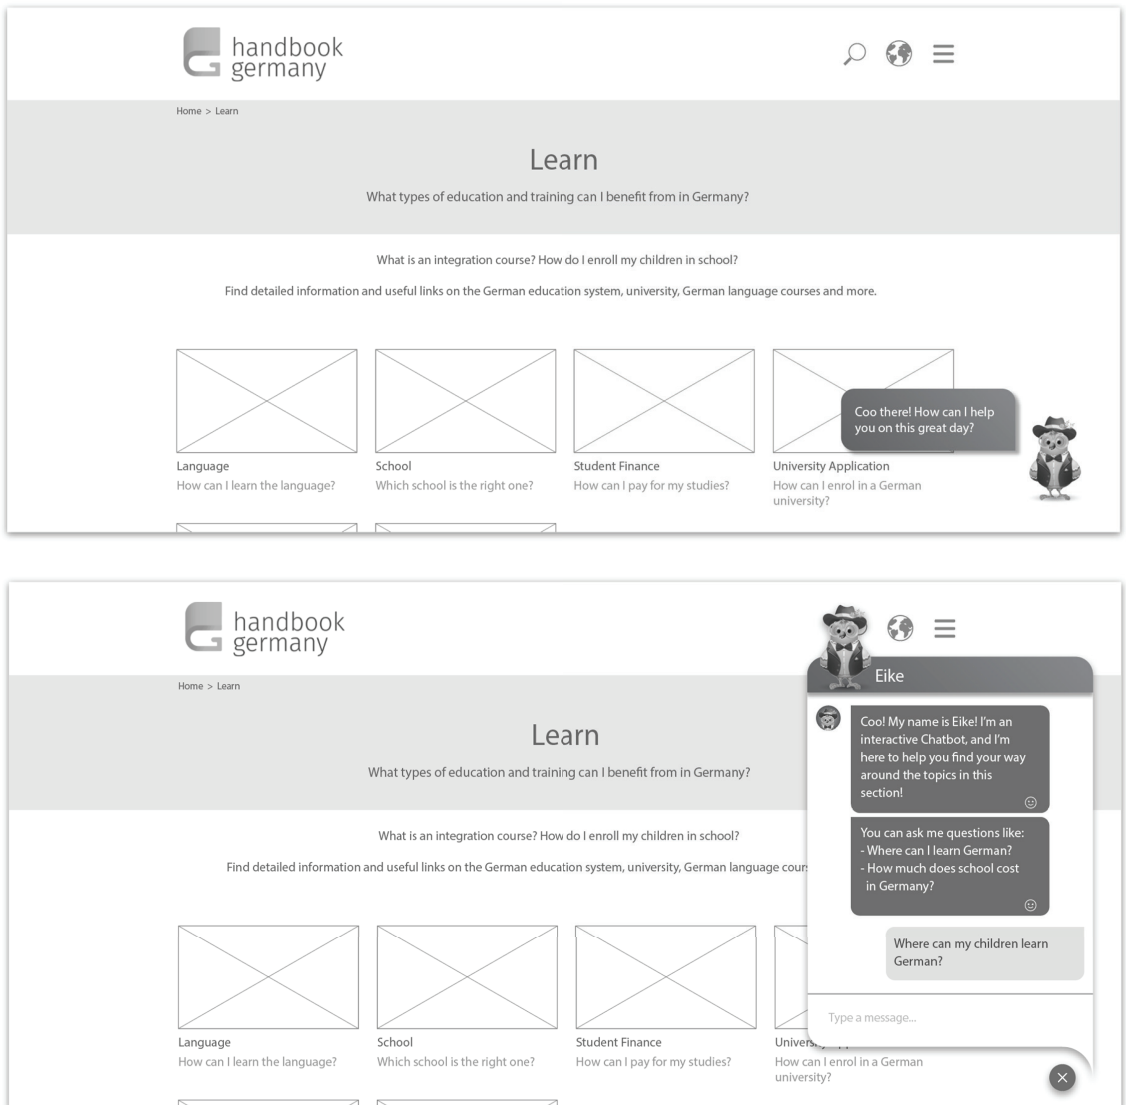 handbook
germany
Home > Learn
Learn
What types of education and training can I benefit from in Germany?
What is an integration course? How do I enroll my children in school?
Find detailed information and useful links on the German education system, university, German language courses and more.
Coo there! How can I help
you on this great day?
Language
School
Student Finance
University Application
How can I learn the language?
Which school is the right one?
How can I pay for my studies?
How can I enrol in a German
university?
handbook
germany
Home > Learn
Learn
What types of education and training can I benefit from in Germany?
What is an integration course? How do I enroll my children in school?
Find detailed information and useful links on the German education system, university, German language cours
Language
School
Student Finance
How can I learn the language?
Which school is the right one?
How can I pay for my studies?
How can I enrol in a German
university?
Eike
Coo! My name is Eike! I'm an
interactive Chatbot, and I'm
here to help you find your way
around the topics in this
section!
You can ask me questions like:
- Where can I learn German?
- How much does school cost
in Germany?
Where can my children learn
German?
Type a message...